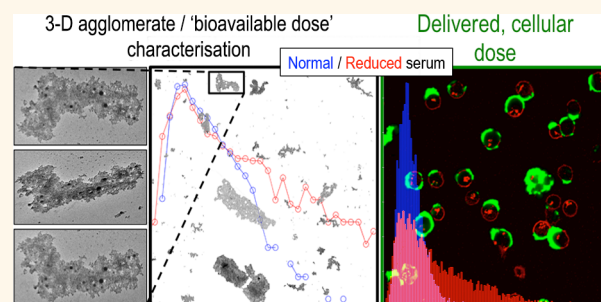 3-D agglomerate / ‘bioavailable dose’
characterisation
Delivered, cellular
dose
Normal / Reduced serum